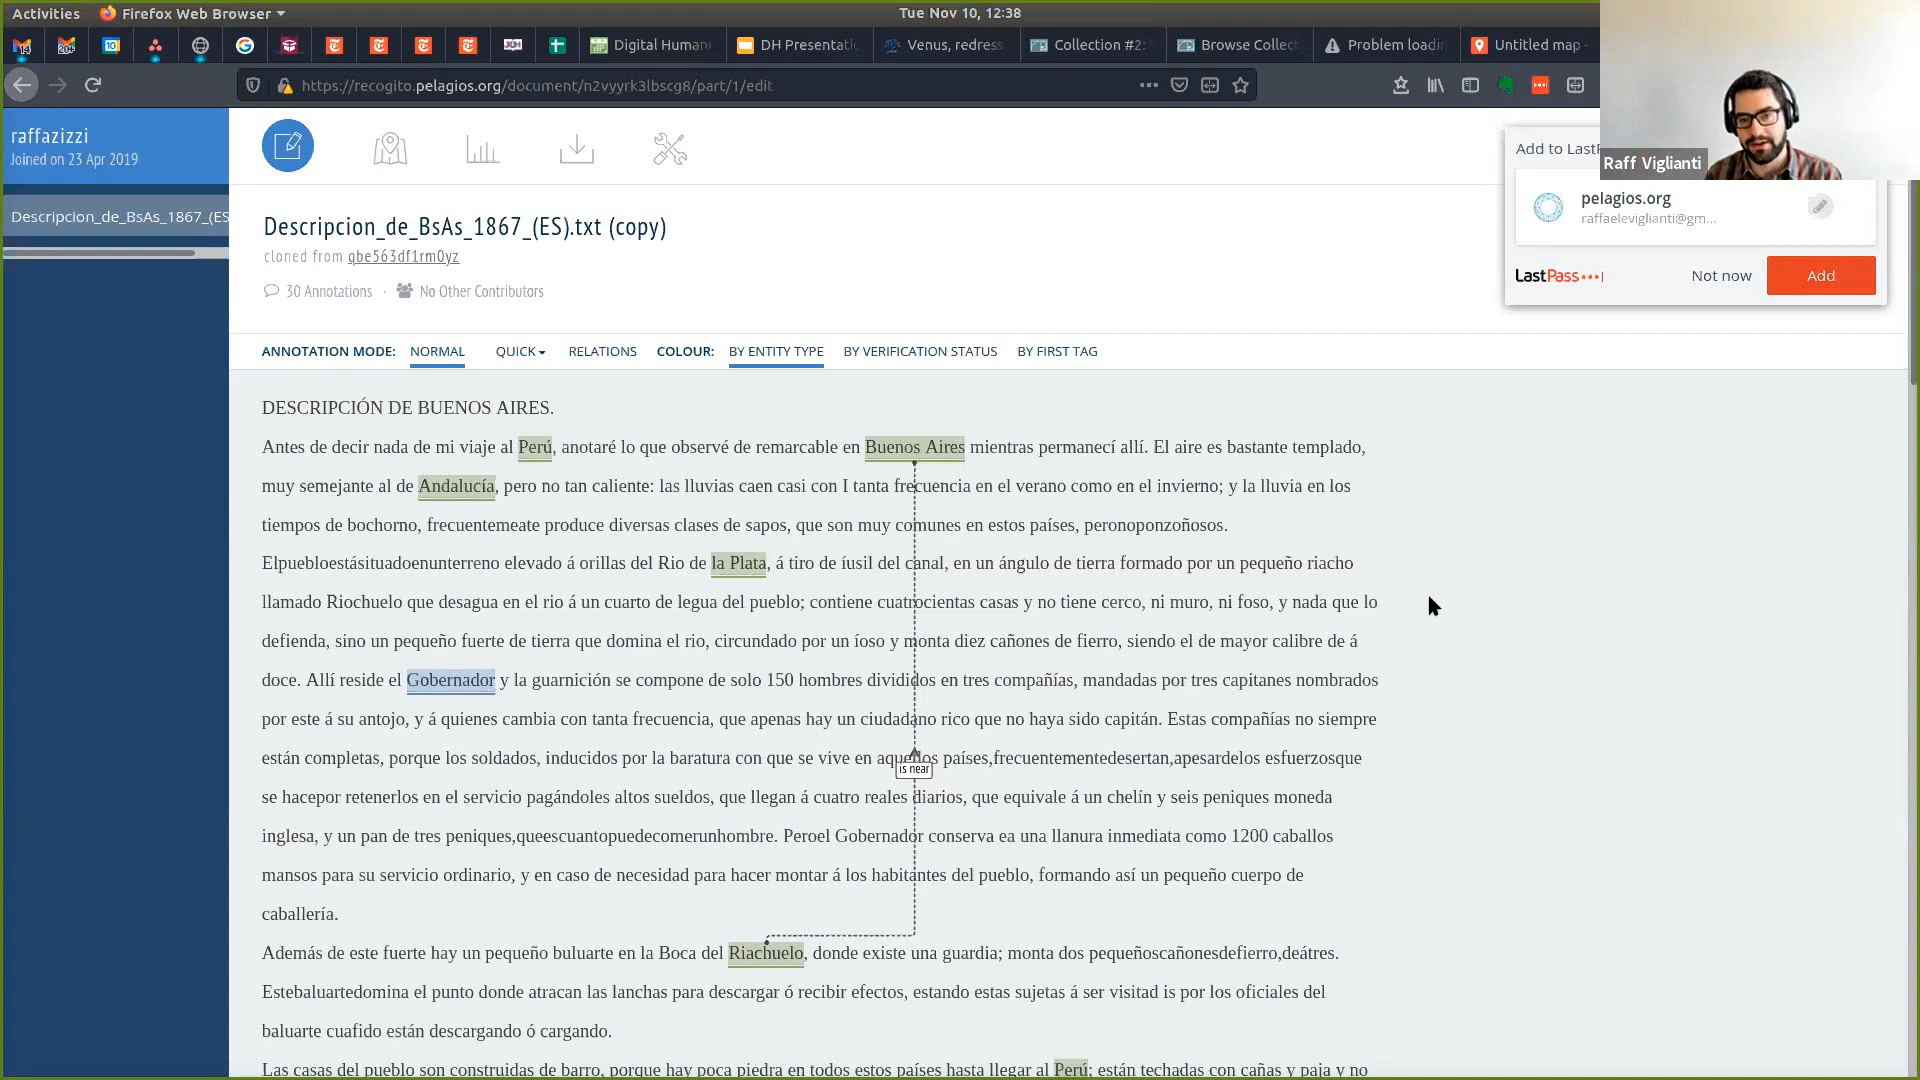 Activities
Firefox Web Browser
Tue Nov 10, 12:38
Digital Human
DH Presentatio
Venus, redress
Collection #2:
Browse Collec
Problem loadin
Untitled map -
https://recogito.pelagios.org/document/n2vyyrk3lbscg8/part/1/edit
Raff Viglianti
raffazizzi
Joined on 23 Apr 2019
Descripcion_de_BsAs_1867_(ES
Add to LastP
pelagios.org
raffaeleviglianti@gm...
LastPass
Not now
Add
Descripcion_de_BsAs_1867_(ES).txt (copy)
cloned from qbe563df1rm0yz
30 Annotations · No Other Contributors
ANNOTATION MODE: NORMAL QUICK RELATIONS COLOUR: BY ENTITY TYPE BY VERIFICATION STATUS BY FIRST TAG
DESCRIPCIÓN DE BUENOS AIRES.
Antes de decir nada de mi viaje al Perú, anotaré lo que observé de remarcable en Buenos Aires mientras permanecí allí. El aire es bastante templado,
muy semejante al de Andalucía, pero no tan caliente: las lluvias caen casi con I tanta frecuencia en el verano como en el invierno; y la lluvia en los
tiempos de bochorno, frecuentemeate produce diversas clases de sapos, que son muy comunes en estos países, peronoponzoñosos.
Elpuebloestásituadoenunterreno elevado á orillas del Rio de la Plata, á tiro de íusil del canal, en un ángulo de tierra formado por un pequeño riacho
llamado Riochuelo que desagua en el rio á un cuarto de legua del pueblo; contiene cuatrocientas casas y no tiene cerco, ni muro, ni foso, y nada que lo
defienda, sino un pequeño fuerte de tierra que domina el rio, circundado por un íoso y monta diez cañones de fierro, siendo el de mayor calibre de á
doce. Allí reside el Gobernador y la guarnición se compone de solo 150 hombres divididos en tres compañías, mandadas por tres capitanes nombrados
por este á su antojo, y á quienes cambia con tanta frecuencia, que apenas hay un ciudadano rico que no haya sido capitán. Estas compañías no siempre
están completas, porque los soldados, inducidos por la baratura con que se vive en aquellos países,frecuentementedesertan,apesardelos esfuerzosque
is near
se hacepor retenerlos en el servicio pagándoles altos sueldos, que llegan á cuatro reales diarios, que equivale á un chelín y seis peniques moneda
inglesa, y un pan de tres peniques,queescuantopuedecomerunhombre. Peroel Gobernador conserva ea una llanura inmediata como 1200 caballos
mansos para su servicio ordinario, y en caso de necesidad para hacer montar á los habitantes del pueblo, formando así un pequeño cuerpo de
caballería.
Además de este fuerte hay un pequeño buluarte en la Boca del Riachuelo, donde existe una guardia; monta dos pequeñoscañonesdefierro,deátres.
Estebaluartedomina el punto donde atracan las lanchas para descargar ó recibir efectos, estando estas sujetas á ser visitad is por los oficiales del
baluarte cuafido están descargando ó cargando.
Las casas del pueblo son construidas de barro, porque hay poca piedra en todos estos países hasta llegar al Perú; están techadas con cañas y paja y no